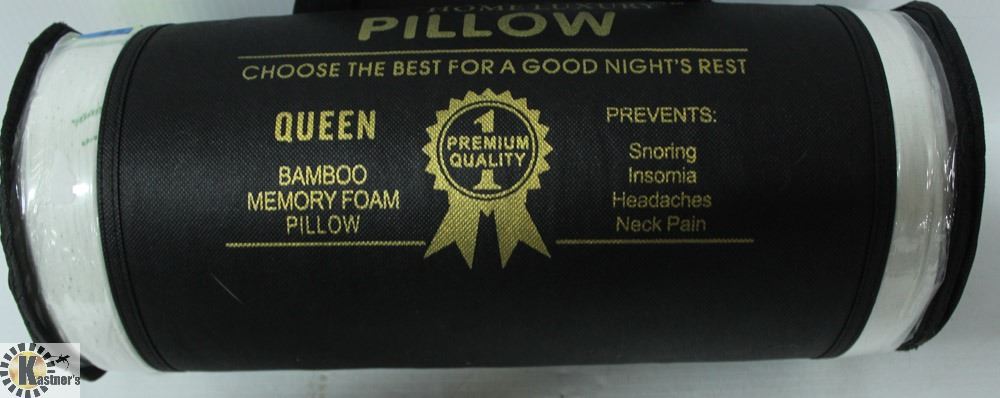 HOME LUXURY
PILLOW
CHOOSE THE BEST FOR A GOOD NIGHT'S REST
QUEEN
BAMBOO
MEMORY FOAM
PILLOW
1
PREMIUM
QUALITY
1
PREVENTS:
Snoring
Insomia
Headaches
Neck Pain
Kastner's